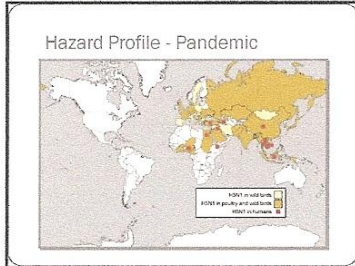 Hazard Profile - Pandemic
H5N1 in wild birds
H5N1 in poultry and wild birds
H5N1 in humans